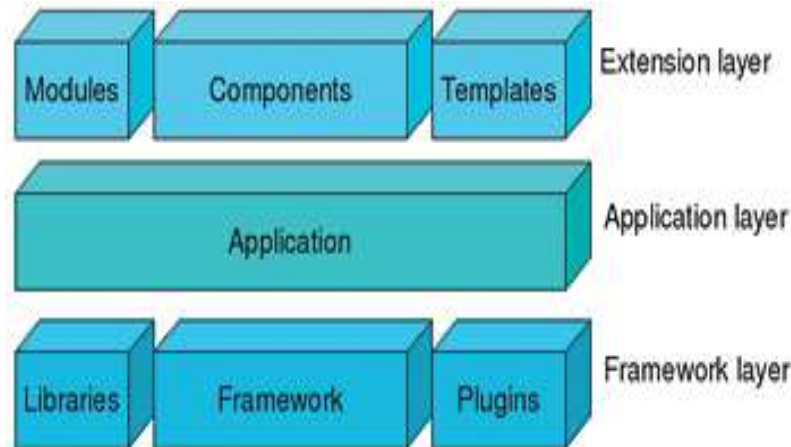 Modules Components Templates Extension layer
Application Application layer
Libraries Framework Plugins Framework layer